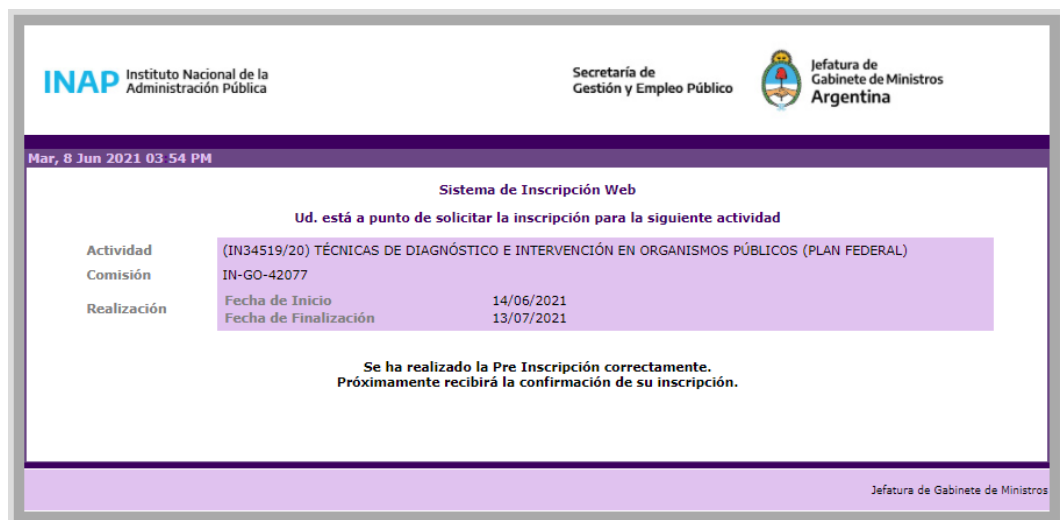 INAP Instituto Nacional de la
Administración Pública
Secretaría de
Gestión y Empleo Público
Jefatura de
Gabinete de Ministros
Argentina
Mar, 8 Jun 2021 03:54 PM
Sistema de Inscripción Web
Ud. está a punto de solicitar la inscripción para la siguiente actividad
Actividad (IN34519/20) TÉCNICAS DE DIAGNÓSTICO E INTERVENCIÓN EN ORGANISMOS PÚBLICOS (PLAN FEDERAL)
Comisión IN-GO-42077
Realización
Fecha de Inicio 14/06/2021
Fecha de Finalización 13/07/2021
Se ha realizado la Pre Inscripción correctamente.
Próximamente recibirá la confirmación de su inscripción.
Jefatura de Gabinete de Ministros